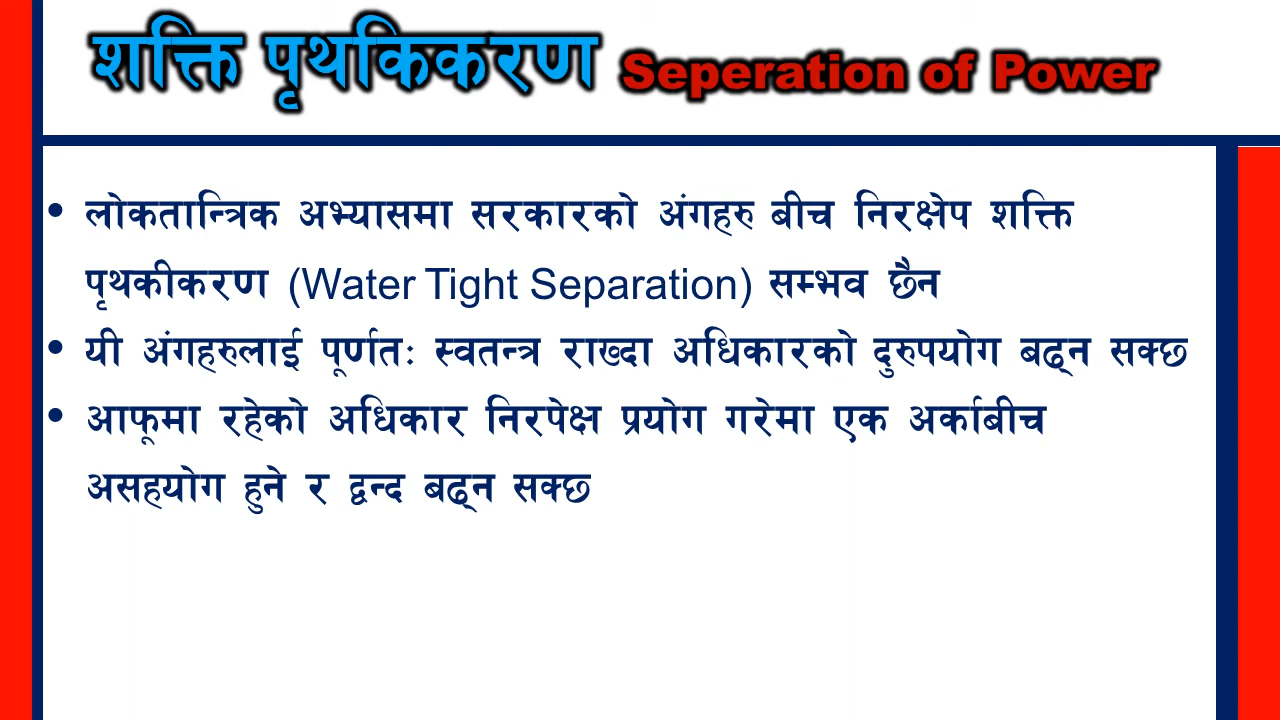 शक्ति पृथकिकरण Seperation of Power
• लोकतान्त्रिक अभ्यासमा सरकारको अंगहरु बीच निरक्षेप शक्ति
पृथकीकरण (Water Tight Separation) सम्भव छैन
• यी अंगहरुलाई पूर्णतः स्वतन्त्र राख्दा अधिकारको दुरुपयोग बढ्न सक्छ
• आफूमा रहेको अधिकार निरपेक्ष प्रयोग गरेमा एक अर्काबीच
असहयोग हुने र द्वन्द बढ्न सक्छ